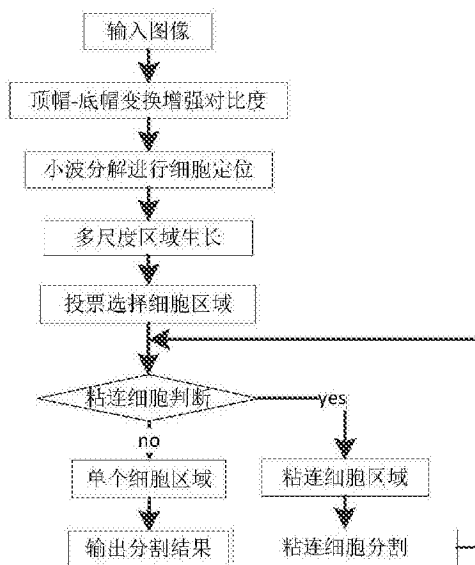 输入图像
顶帽-底帽变换增强对比度
小波分解进行细胞定位
多尺度区域生长
投票选择细胞区域
粘连细胞判断
yes
no
单个细胞区域
粘连细胞区域
输出分割结果
粘连细胞分割